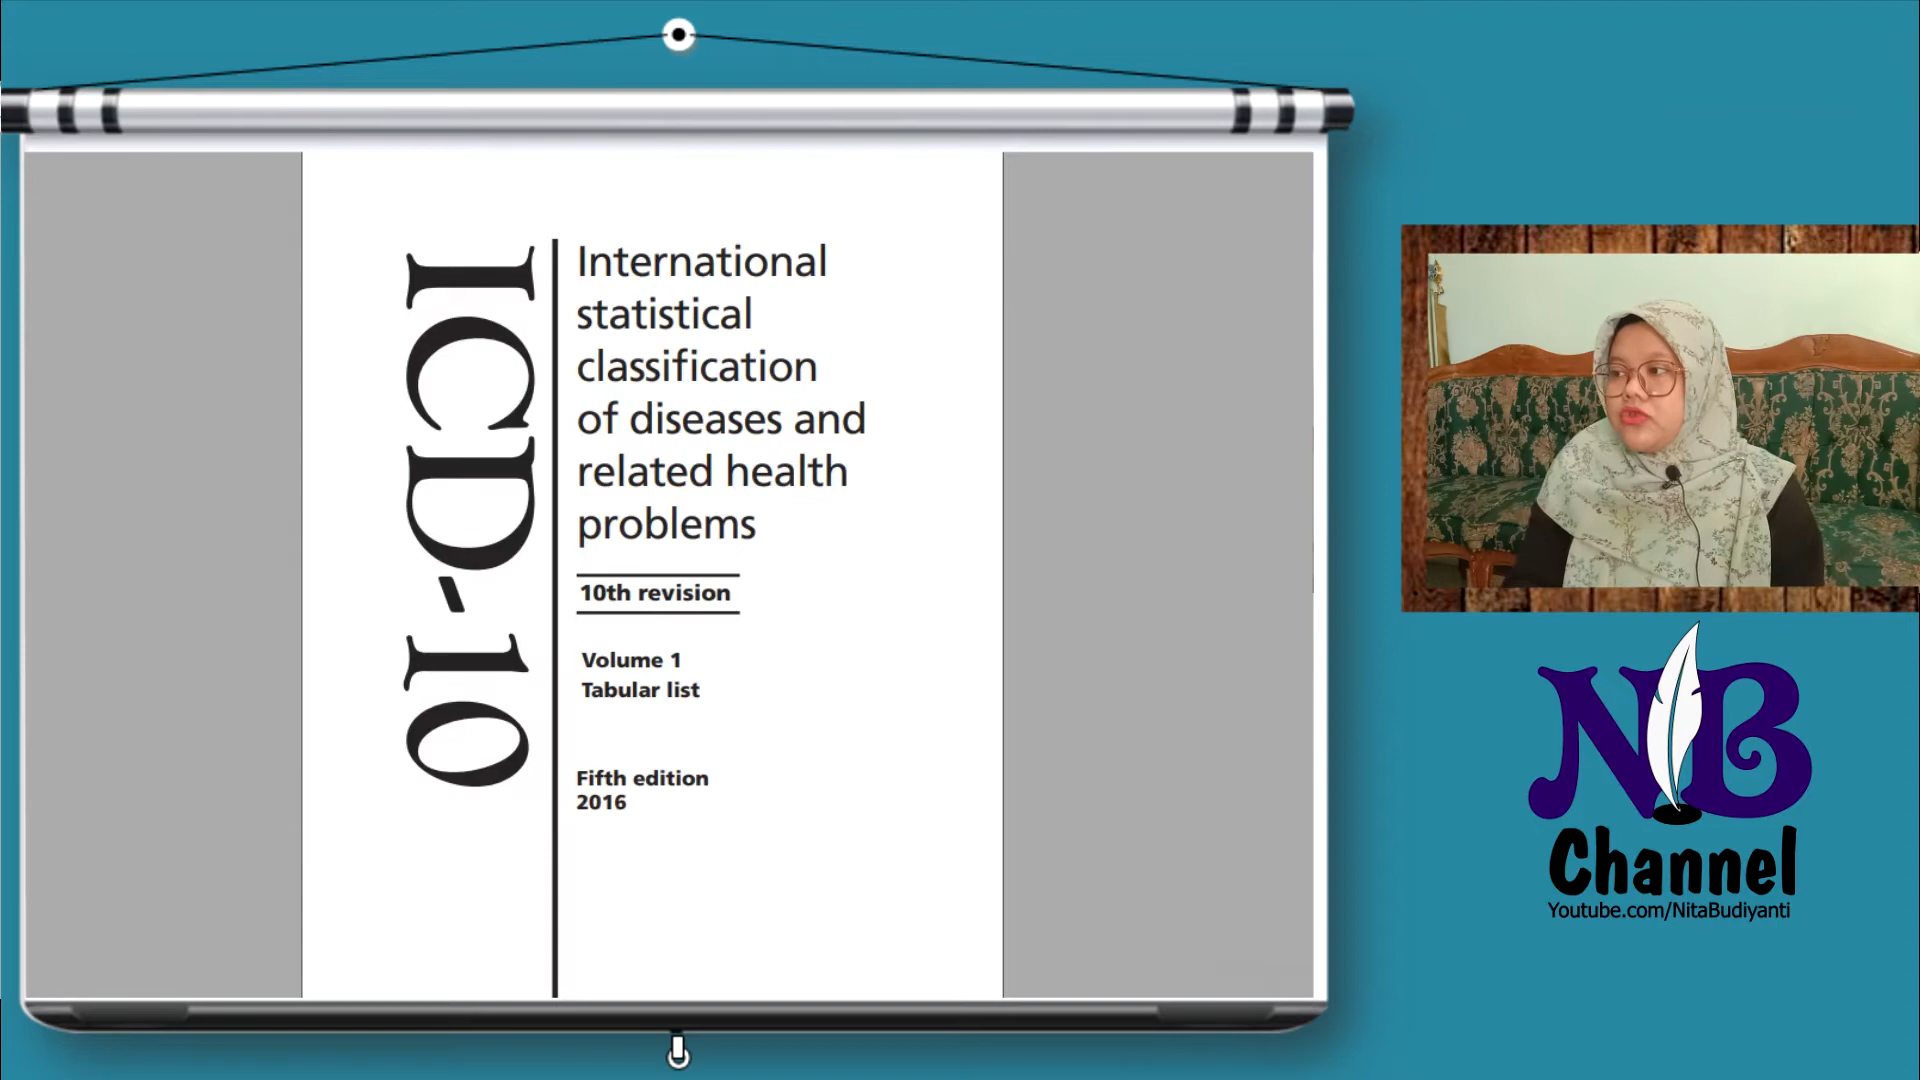 ICD-10
International
statistical
classification
of diseases and
related health
problems
10th revision
Volume 1
Tabular list
Fifth edition
2016
NB
Channel
Youtube.com/NitaBudiyanti